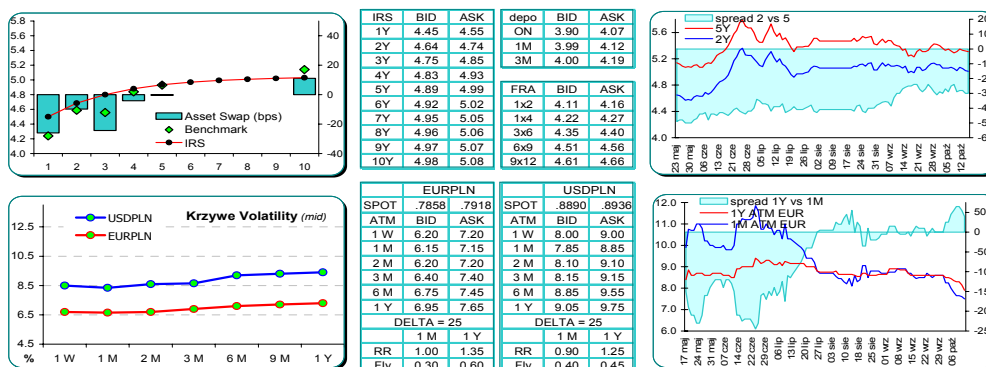 5.8
5.6
5.4
5.2
5.0
4.8
4.6
4.4
4.2
4.0
40
20
0
-20
-40
Asset Swap (bps)
Benchmark
IRS
1 2 3 4 5 6 7 8 9 10
IRS BID ASK
1Y 4.45 4.55
2Y 4.64 4.74
3Y 4.75 4.85
4Y 4.83 4.93
5Y 4.89 4.99
6Y 4.92 5.02
7Y 4.95 5.05
8Y 4.96 5.06
9Y 4.97 5.07
10Y 4.98 5.08
depo BID ASK
ON 3.90 4.07
1M 3.99 4.12
3M 4.00 4.19
FRA BID ASK
1x2 4.11 4.16
1x4 4.22 4.27
3x6 4.35 4.40
6x9 4.51 4.56
9x12 4.61 4.66
spread 2 vs 5
5Y
2Y
5.6
5.2
4.8
4.4
4.0
20
23 maj
30 maj
06 cze
14 cze
21 cze
28 cze
05 lip
12 lip
19 lip
26 lip
02 sie
09 sie
17 sie
24 sie
31 sie
07 wrz
14 wrz
21 wrz
28 wrz
05 paź
12 paź
Krzywe Volatility (mid)
USDPLN
EURPLN
12.5
10.5
8.5
6.5
4.5
% 1 W 1 M 2 M 3 M 6 M 9 M 1 Y
EURPLN
SPOT .7858 .7918
ATM BID ASK
1 W 6.20 7.20
1 M 6.15 7.15
2 M 6.20 7.20
3 M 6.40 7.40
6 M 6.75 7.45
1 Y 6.95 7.65
DELTA = 25
1 M 1 Y
RR 1.00 1.35
Fly 0.30 0.60
USDPLN
SPOT .8890 .8936
ATM BID ASK
1 W 8.00 9.00
1 M 7.85 8.85
2 M 8.10 9.10
3 M 8.15 9.15
6 M 8.85 9.55
1 Y 9.05 9.75
DELTA = 25
1 M 1 Y
RR 0.90 1.25
Fly 0.40 0.45
spread 1Y vs 1M
1Y ATM EUR
1M ATM EUR
12.0
11.0
10.0
9.0
8.0
7.0
6.0
50
0
-50
-10
-15
-20
-25
17 maj
24 maj
31 maj
07 cze
14 cze
22 cze
29 cze
06 lip
13 lip
20 lip
27 lip
03 sie
10 sie
18 sie
25 sie
01 wrz
08 wrz
15 wrz
22 wrz
29 wrz
06 paź